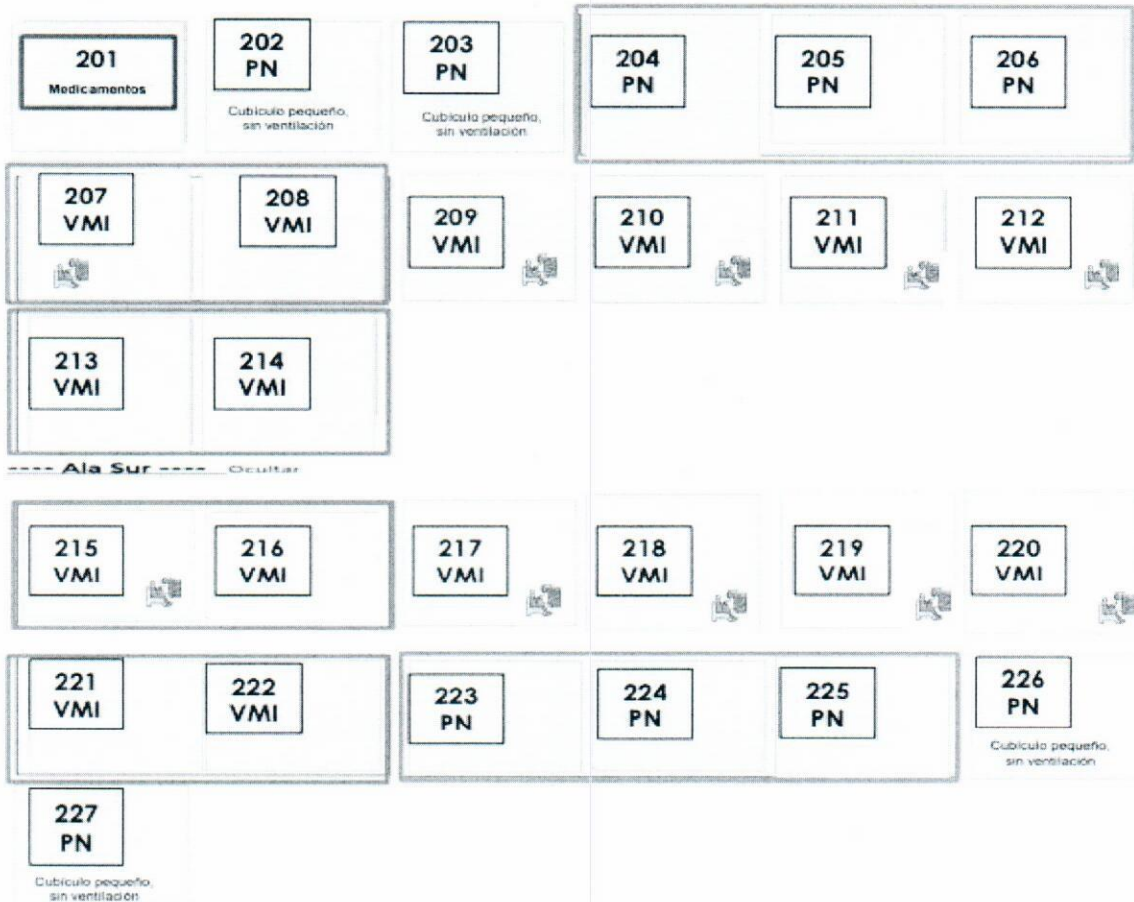 201
Medicamentos
202
PN
Cubículo pequeño,
sin ventilación
203
PN
Cubículo pequeño,
sin ventilación
204
PN
205
PN
206
PN
207
VMI
208
VMI
209
VMI
210
VMI
211
VMI
212
VMI
213
VMI
214
VMI
---- Ala Sur ---- Ocultar
215
VMI
216
VMI
217
VMI
218
VMI
219
VMI
220
VMI
221
VMI
222
VMI
223
PN
224
PN
225
PN
226
PN
Cubículo pequeño,
sin ventilación
227
PN
Cubículo pequeño,
sin ventilación